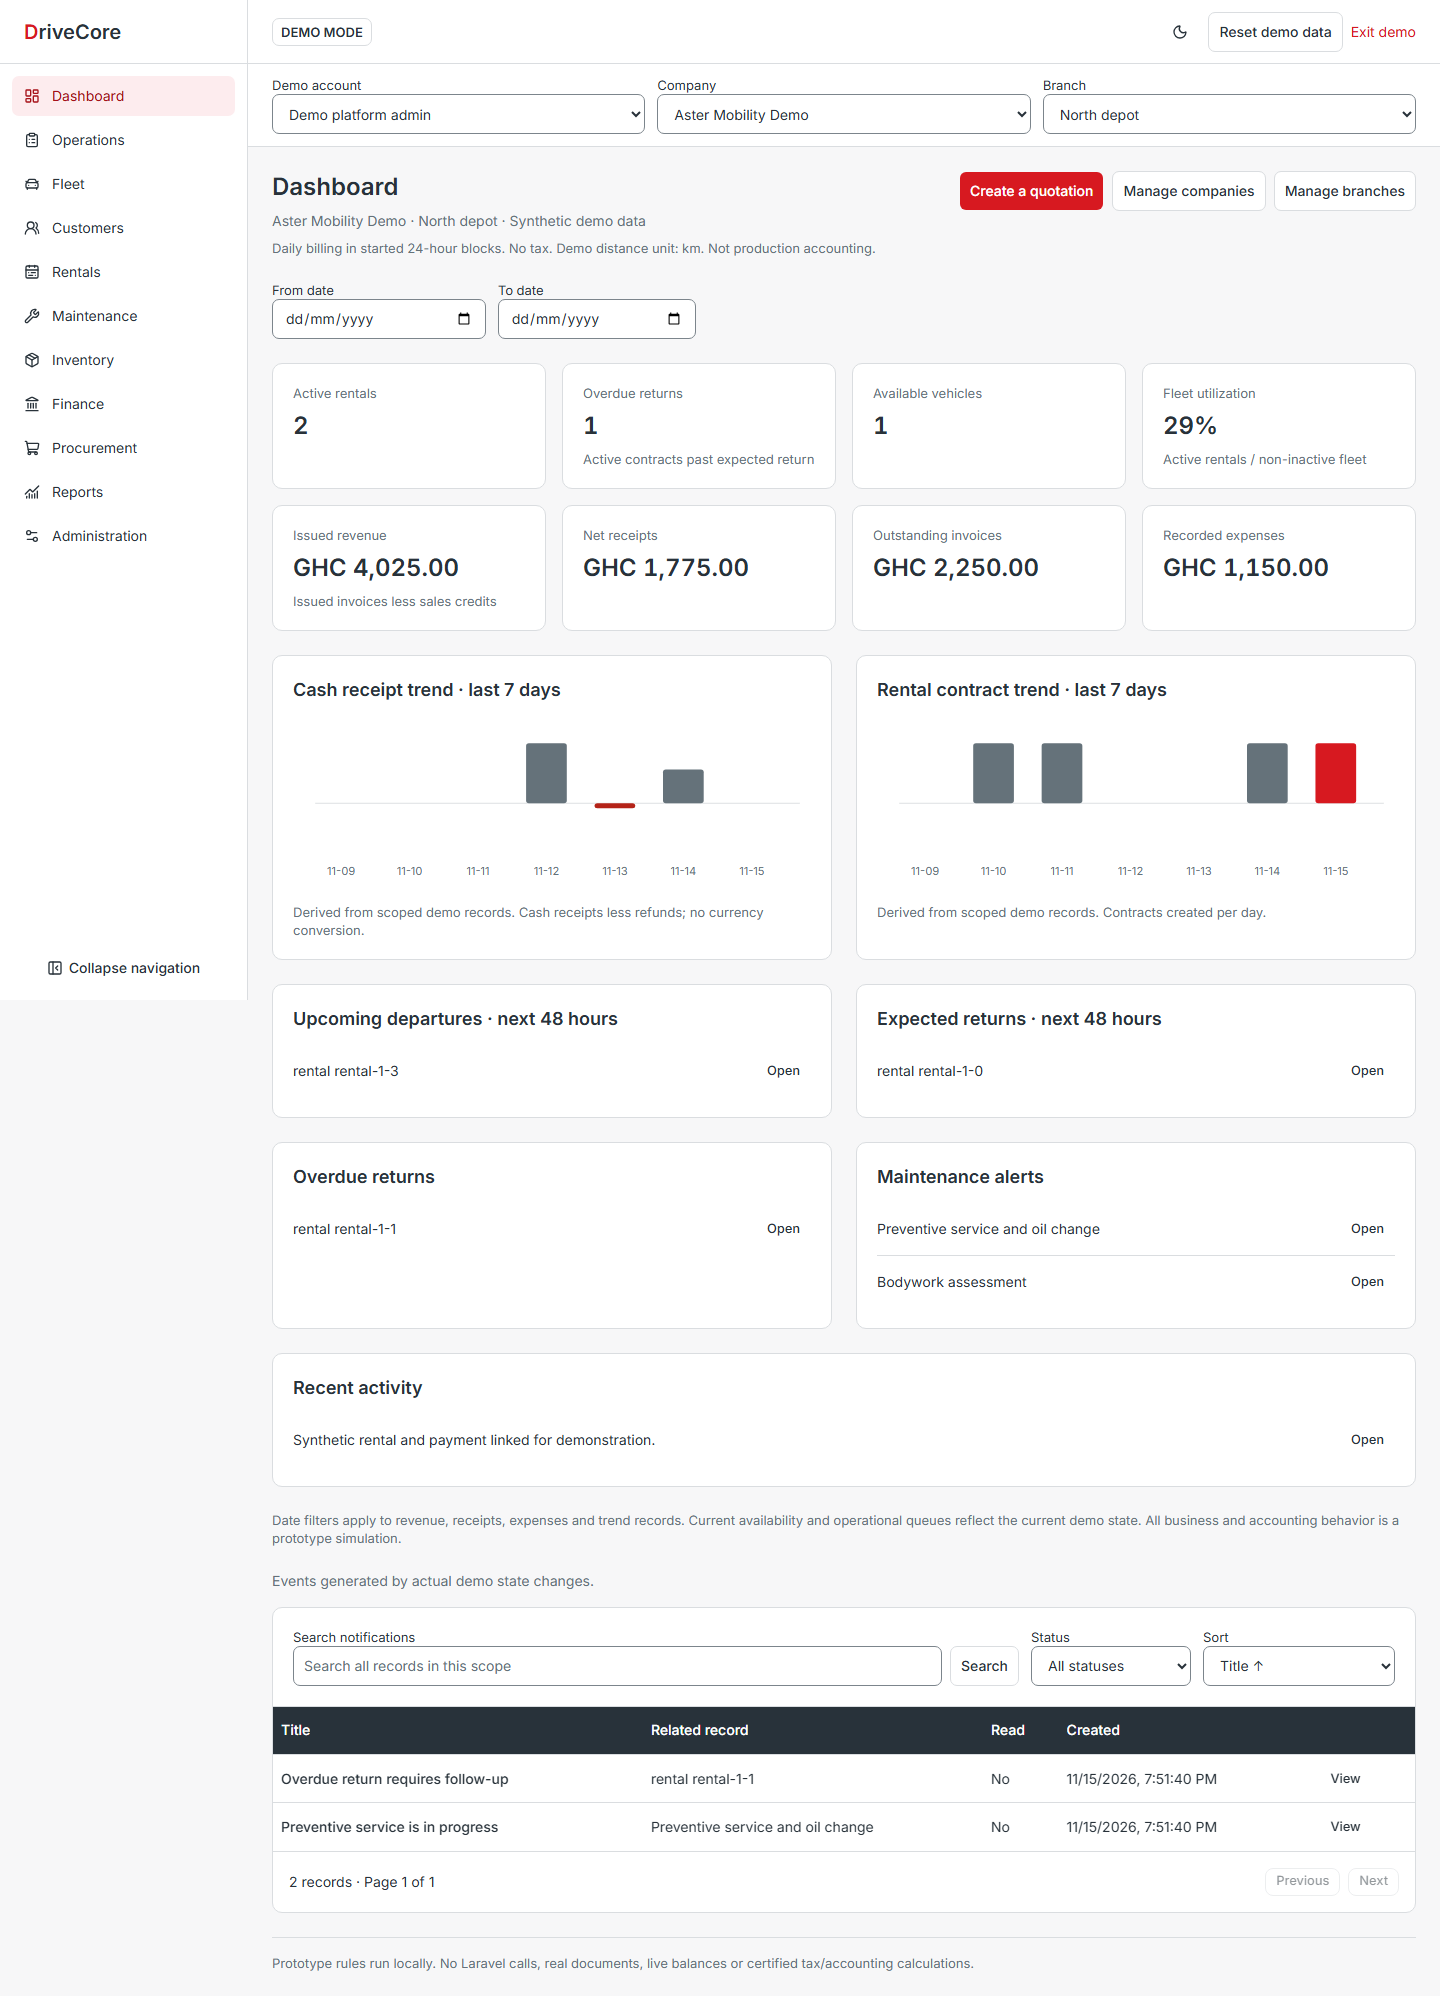 DriveCore
DEMO MODE
Reset demo data
Exit demo
Dashboard
Operations
Fleet
Customers
Rentals
Maintenance
Inventory
Finance
Procurement
Reports
Administration
Collapse navigation
Demo account
Company
Branch
Demo platform admin
Aster Mobility Demo
North depot
Dashboard
Create a quotation
Manage companies
Manage branches
Aster Mobility Demo · North depot · Synthetic demo data
Daily billing in started 24-hour blocks. No tax. Demo distance unit: km. Not production accounting.
From date
To date
dd/mm/yyyy
dd/mm/yyyy
Active rentals
2
Overdue returns
1
Active contracts past expected return
Available vehicles
1
Fleet utilization
29%
Active rentals / non-inactive fleet
Issued revenue
GHC 4,025.00
Issued invoices less sales credits
Net receipts
GHC 1,775.00
Outstanding invoices
GHC 2,250.00
Recorded expenses
GHC 1,150.00
Cash receipt trend · last 7 days
11-09 11-10 11-11 11-12 11-13 11-14 11-15
Derived from scoped demo records. Cash receipts less refunds; no currency
conversion.
Rental contract trend · last 7 days
11-09 11-10 11-11 11-12 11-13 11-14 11-15
Derived from scoped demo records. Contracts created per day.
Upcoming departures · next 48 hours
rental rental-1-3 Open
Expected returns · next 48 hours
rental rental-1-0 Open
Overdue returns
rental rental-1-1 Open
Maintenance alerts
Preventive service and oil change Open
Bodywork assessment Open
Recent activity
Synthetic rental and payment linked for demonstration. Open
Date filters apply to revenue, receipts, expenses and trend records. Current availability and operational queues reflect the current demo state. All business and accounting behavior is a
prototype simulation.
Events generated by actual demo state changes.
Search notifications
Status
Sort
Search all records in this scope
Search
All statuses
Title ↑
Title Related record Read Created
Overdue return requires follow-up rental rental-1-1 No 11/15/2026, 7:51:40 PM View
Preventive service is in progress Preventive service and oil change No 11/15/2026, 7:51:40 PM View
2 records · Page 1 of 1
Previous Next
Prototype rules run locally. No Laravel calls, real documents, live balances or certified tax/accounting calculations.